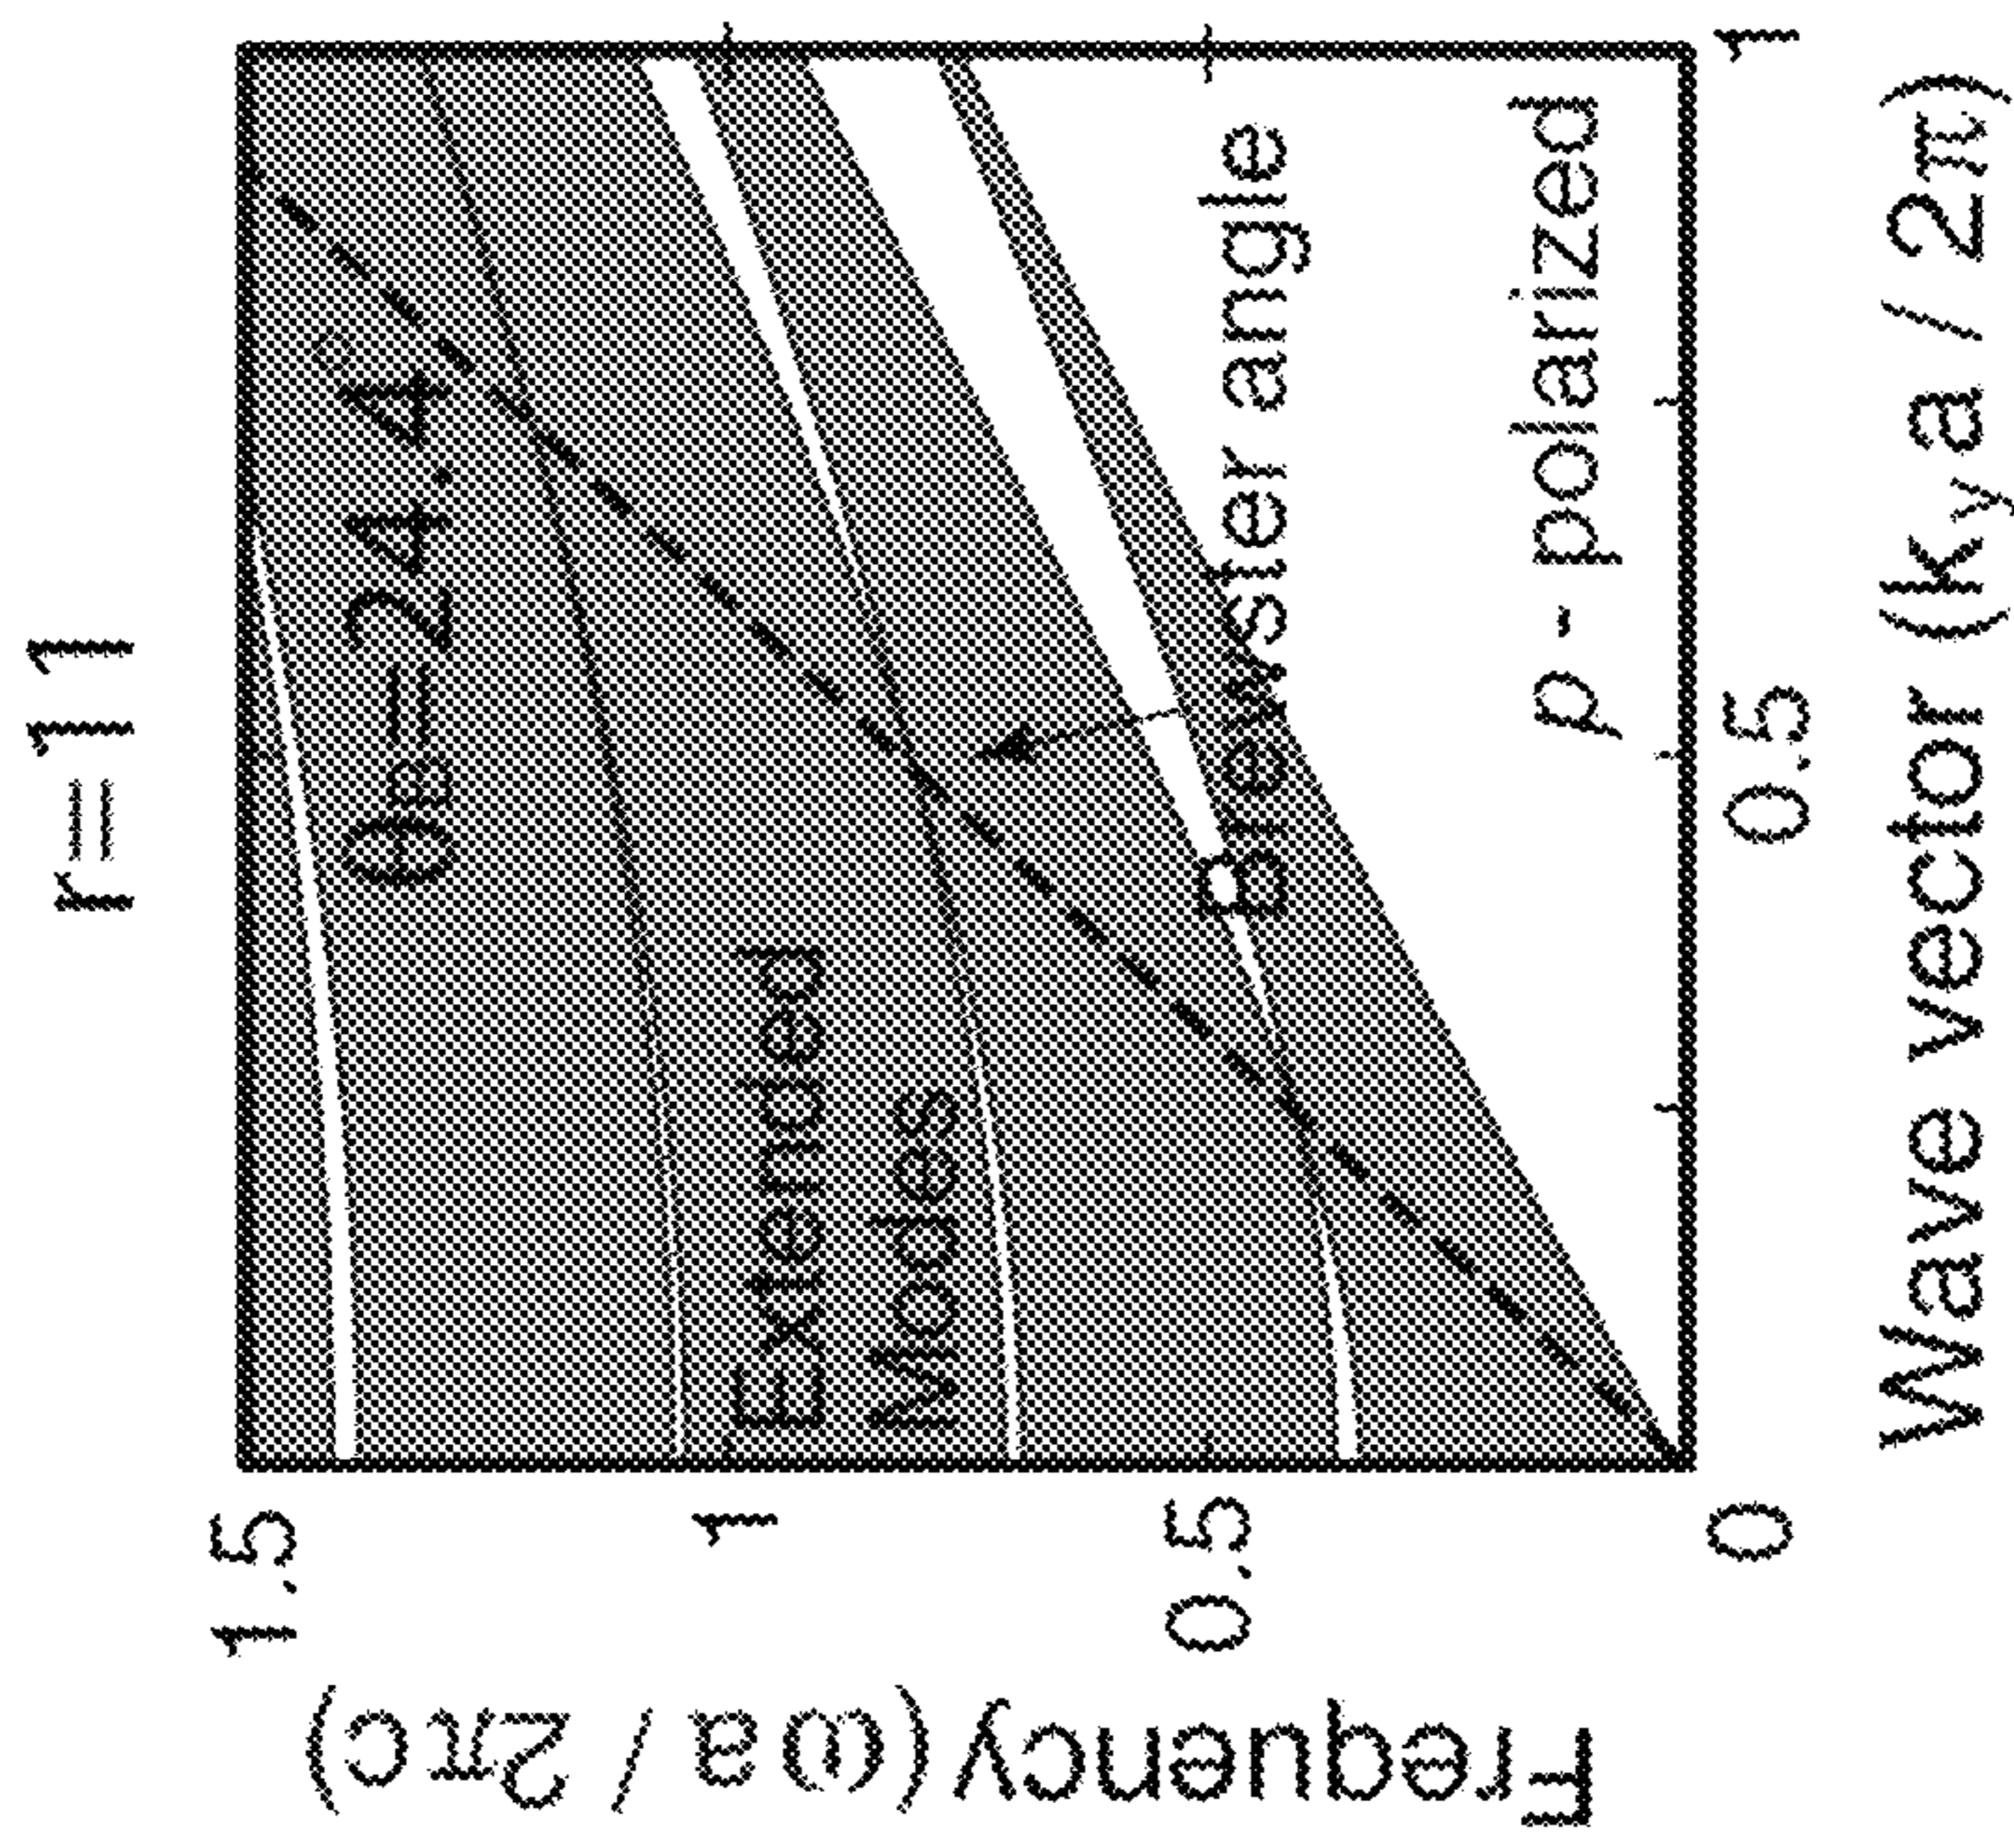 r=11
1.5
θB=24.4°
1
Extended
Modes
Frequency(ωa / 2πc)
0.5
Brewster angle
p - polarized
0
0.5
1
Wave vector (kya / 2π)